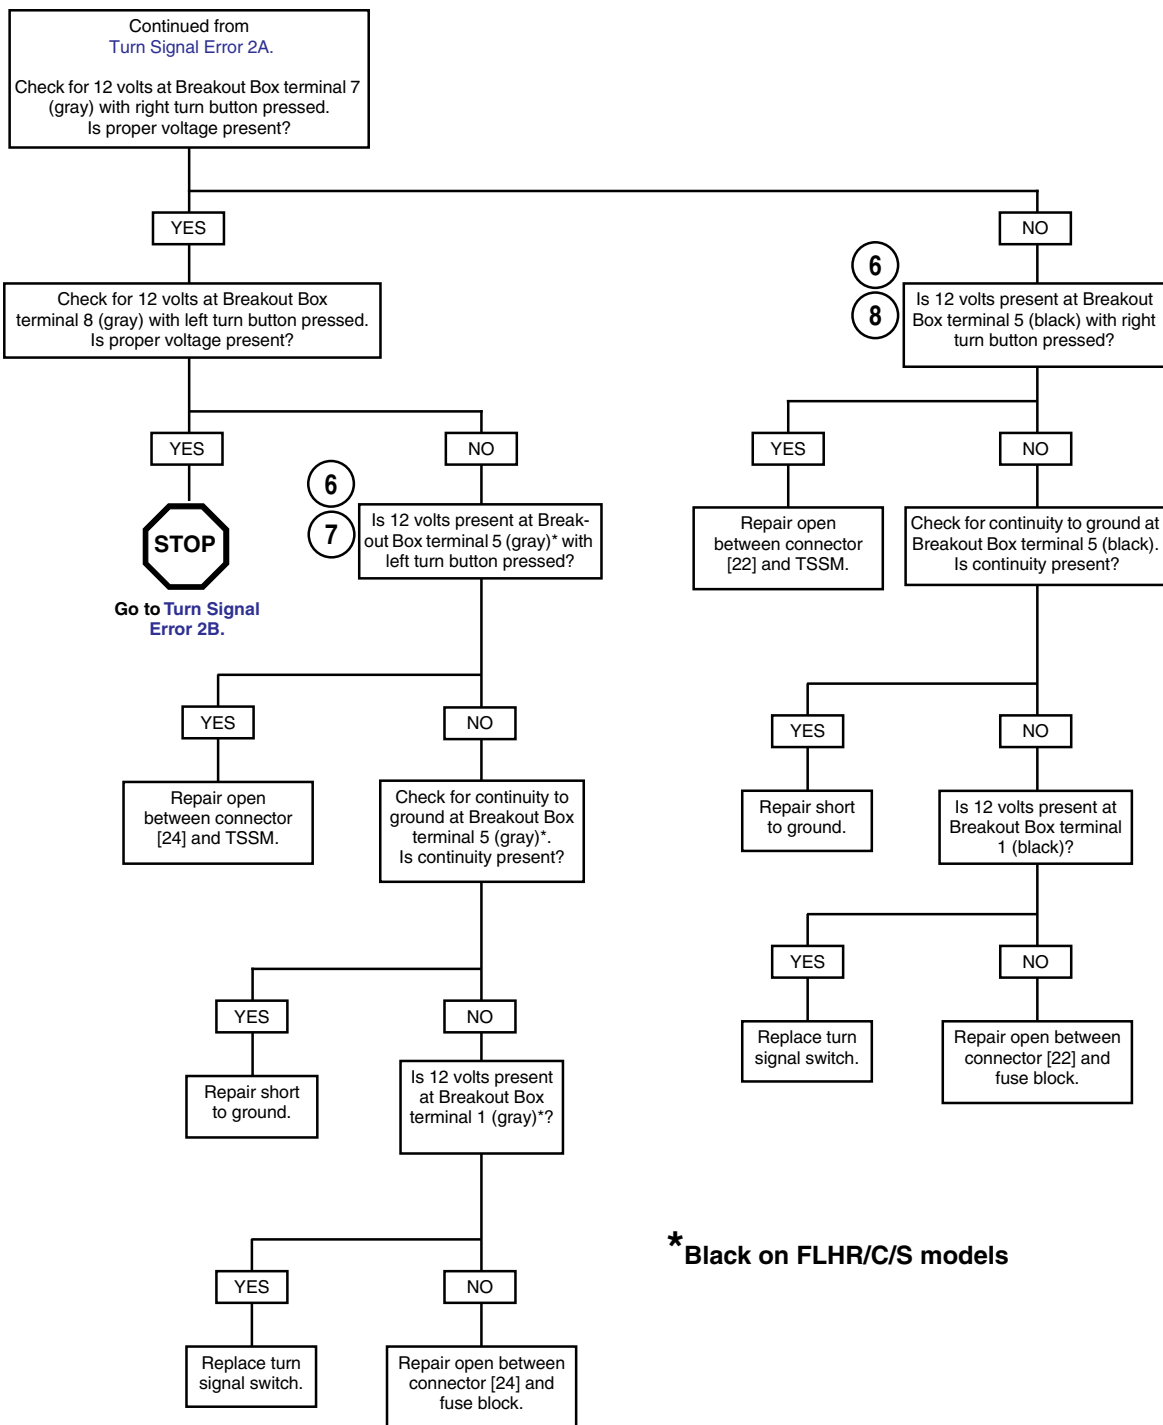 Continued from
Turn Signal Error 2A.
Check for 12 volts at Breakout Box terminal 7
(gray) with right turn button pressed.
Is proper voltage present?
YES
NO
Check for 12 volts at Breakout Box
terminal 8 (gray) with left turn button pressed.
Is proper voltage present?
6
8
Is 12 volts present at Breakout
Box terminal 5 (black) with right
turn button pressed?
YES
NO
YES
NO
STOP
Go to Turn Signal
Error 2B.
6
7
Is 12 volts present at Break-
out Box terminal 5 (gray)* with
left turn button pressed?
Repair open
between connector
[22] and TSSM.
Check for continuity to ground at
Breakout Box terminal 5 (black).
Is continuity present?
YES
NO
YES
NO
Repair open
between connector
[24] and TSSM.
Check for continuity to
ground at Breakout Box
terminal 5 (gray)*.
Is continuity present?
Repair short
to ground.
Is 12 volts present at
Breakout Box terminal
1 (black)?
YES
NO
YES
NO
Repair short
to ground.
Is 12 volts present
at Breakout Box
terminal 1 (gray)*?
Replace turn
signal switch.
Repair open between
connector [22] and
fuse block.
*Black on FLHR/C/S models
YES
NO
Replace turn
signal switch.
Repair open between
connector [24] and
fuse block.